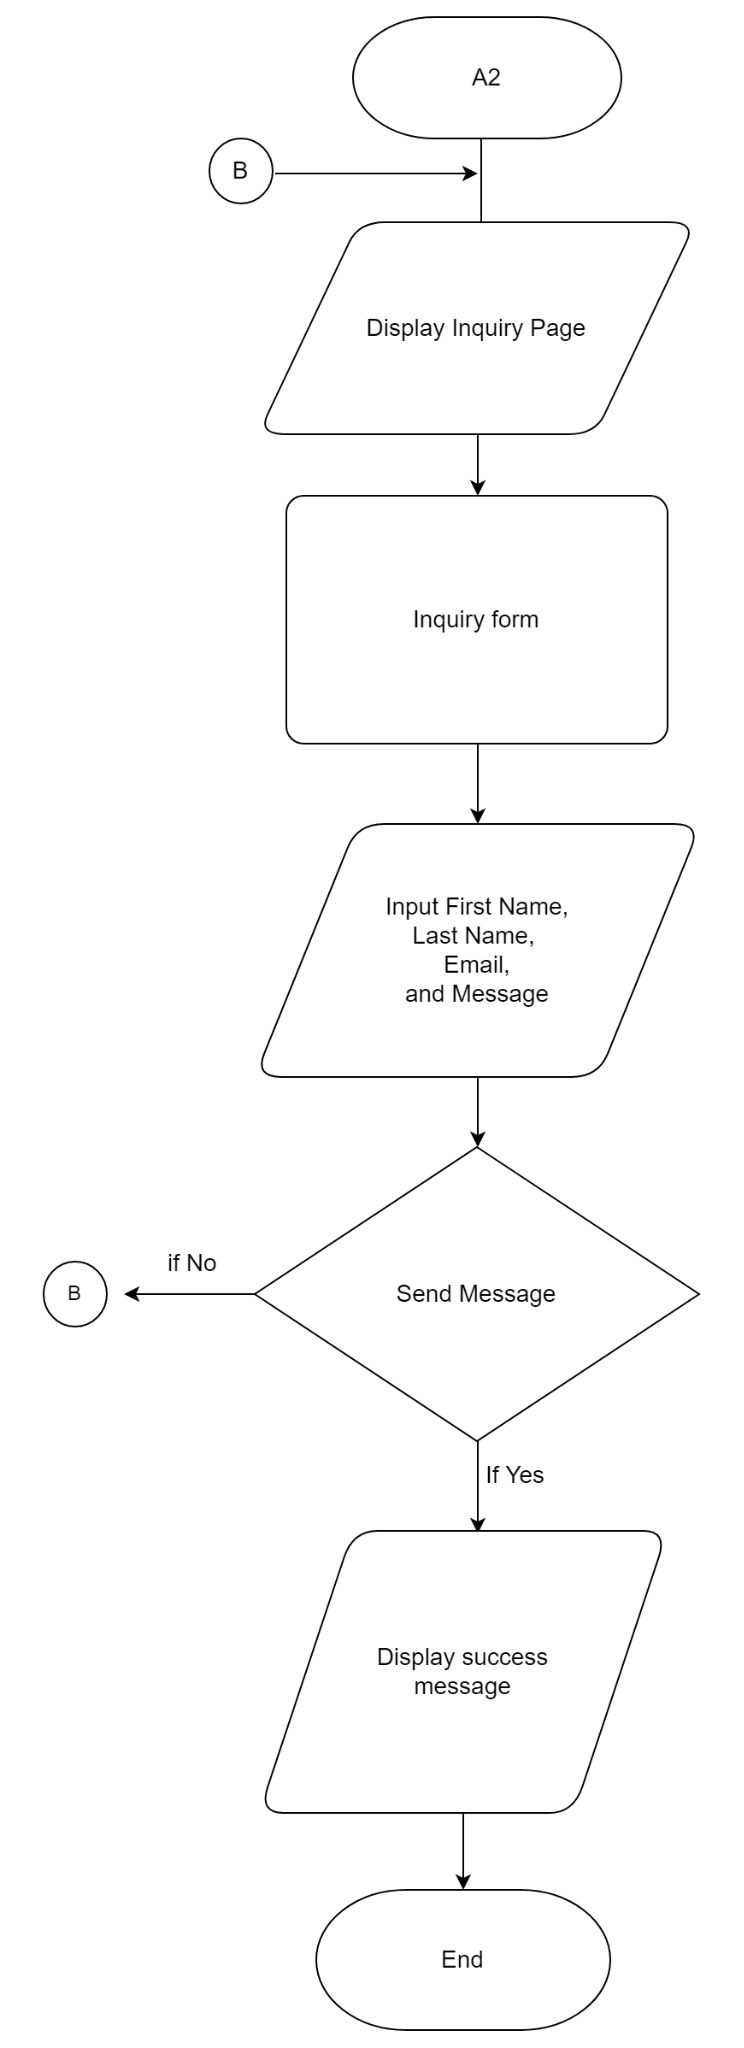 A2
B
Display Inquiry Page
Inquiry form
Input First Name,
Last Name,
Email,
and Message
if No
B
Send Message
If Yes
Display success
message
End